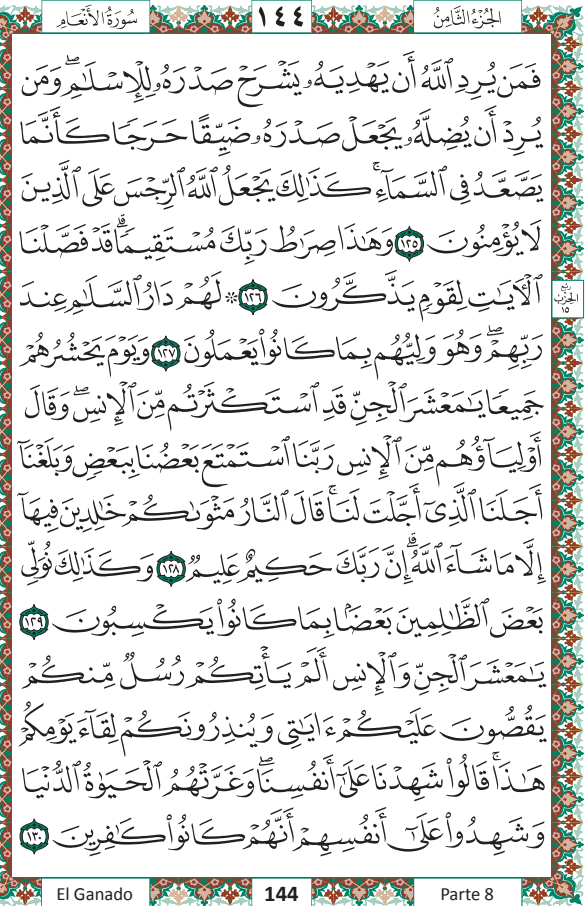 الجُزْءُ الثَّامِنُ ١٤٤ سُورَةُ الأَنْعَامِ
فَمَن يُرِدِ ٱللَّهُ أَن يَهْدِيَهُۥ يَشْرَحْ صَدْرَهُۥ لِلْإِسْلَٰمِۖ وَمَن
يُرِدْ أَن يُضِلَّهُۥ يَجْعَلْ صَدْرَهُۥ ضَيِّقًا حَرَجًا كَأَنَّمَا
يَصَّعَّدُ فِى ٱلسَّمَآءِۚ كَذَٰلِكَ يَجْعَلُ ٱللَّهُ ٱلرِّجْسَ عَلَى ٱلَّذِينَ
لَا يُؤْمِنُونَ ١٢٥ وَهَٰذَا صِرَٰطُ رَبِّكَ مُسْتَقِيمًاۗ قَدْ فَصَّلْنَا
ٱلْءَايَٰتِ لِقَوْمٍ يَذَّكَّرُونَ ١٢٦ ۞ لَهُمْ دَارُ ٱلسَّلَٰمِ عِندَ
رُبْع
الحِزْب
١٥
رَبِّهِمْۖ وَهُوَ وَلِيُّهُم بِمَا كَانُوا۟ يَعْمَلُونَ ١٢٧ وَيَوْمَ يَحْشُرُهُمْ
جَمِيعًا يَٰمَعْشَرَ ٱلْجِنِّ قَدِ ٱسْتَكْثَرْتُم مِّنَ ٱلْإِنسِۖ وَقَالَ
أَوْلِيَآؤُهُم مِّنَ ٱلْإِنسِ رَبَّنَا ٱسْتَمْتَعَ بَعْضُنَا بِبَعْضٍ وَبَلَغْنَآ
أَجَلَنَا ٱلَّذِىٓ أَجَّلْتَ لَنَاۚ قَالَ ٱلنَّارُ مَثْوَىٰكُمْ خَٰلِدِينَ فِيهَآ
إِلَّا مَا شَآءَ ٱللَّهُۗ إِنَّ رَبَّكَ حَكِيمٌ عَلِيمٌ ١٢٨ وَكَذَٰلِكَ نُوَلِّى
بَعْضَ ٱلظَّٰلِمِينَ بَعْضًۢا بِمَا كَانُوا۟ يَكْسِبُونَ ١٢٩
يَٰمَعْشَرَ ٱلْجِنِّ وَٱلْإِنسِ أَلَمْ يَأْتِكُمْ رُسُلٌ مِّنكُمْ
يَقُصُّونَ عَلَيْكُمْ ءَايَٰتِى وَيُنذِرُونَكُمْ لِقَآءَ يَوْمِكُمْ
هَٰذَاۚ قَالُوا۟ شَهِدْنَا عَلَىٰٓ أَنفُسِنَاۖ وَغَرَّتْهُمُ ٱلْحَيَوٰةُ ٱلدُّنْيَا
وَشَهِدُوا۟ عَلَىٰٓ أَنفُسِهِمْ أَنَّهُمْ كَانُوا۟ كَٰفِرِينَ ١٣٠
El Ganado 144 Parte 8